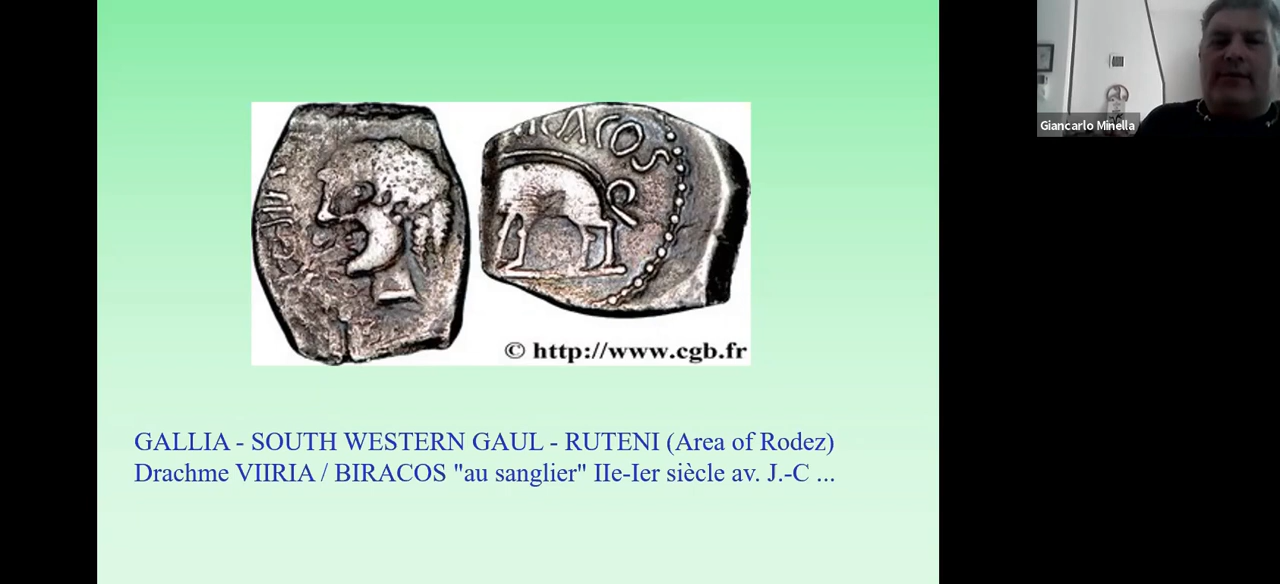 RACOS
© http://www.cgb.fr
GALLIA - SOUTH WESTERN GAUL - RUTENI (Area of Rodez)
Drachme VIIRIA / BIRACOS "au sanglier" IIe-Ier siècle av. J.-C ...
Giancarlo Minella